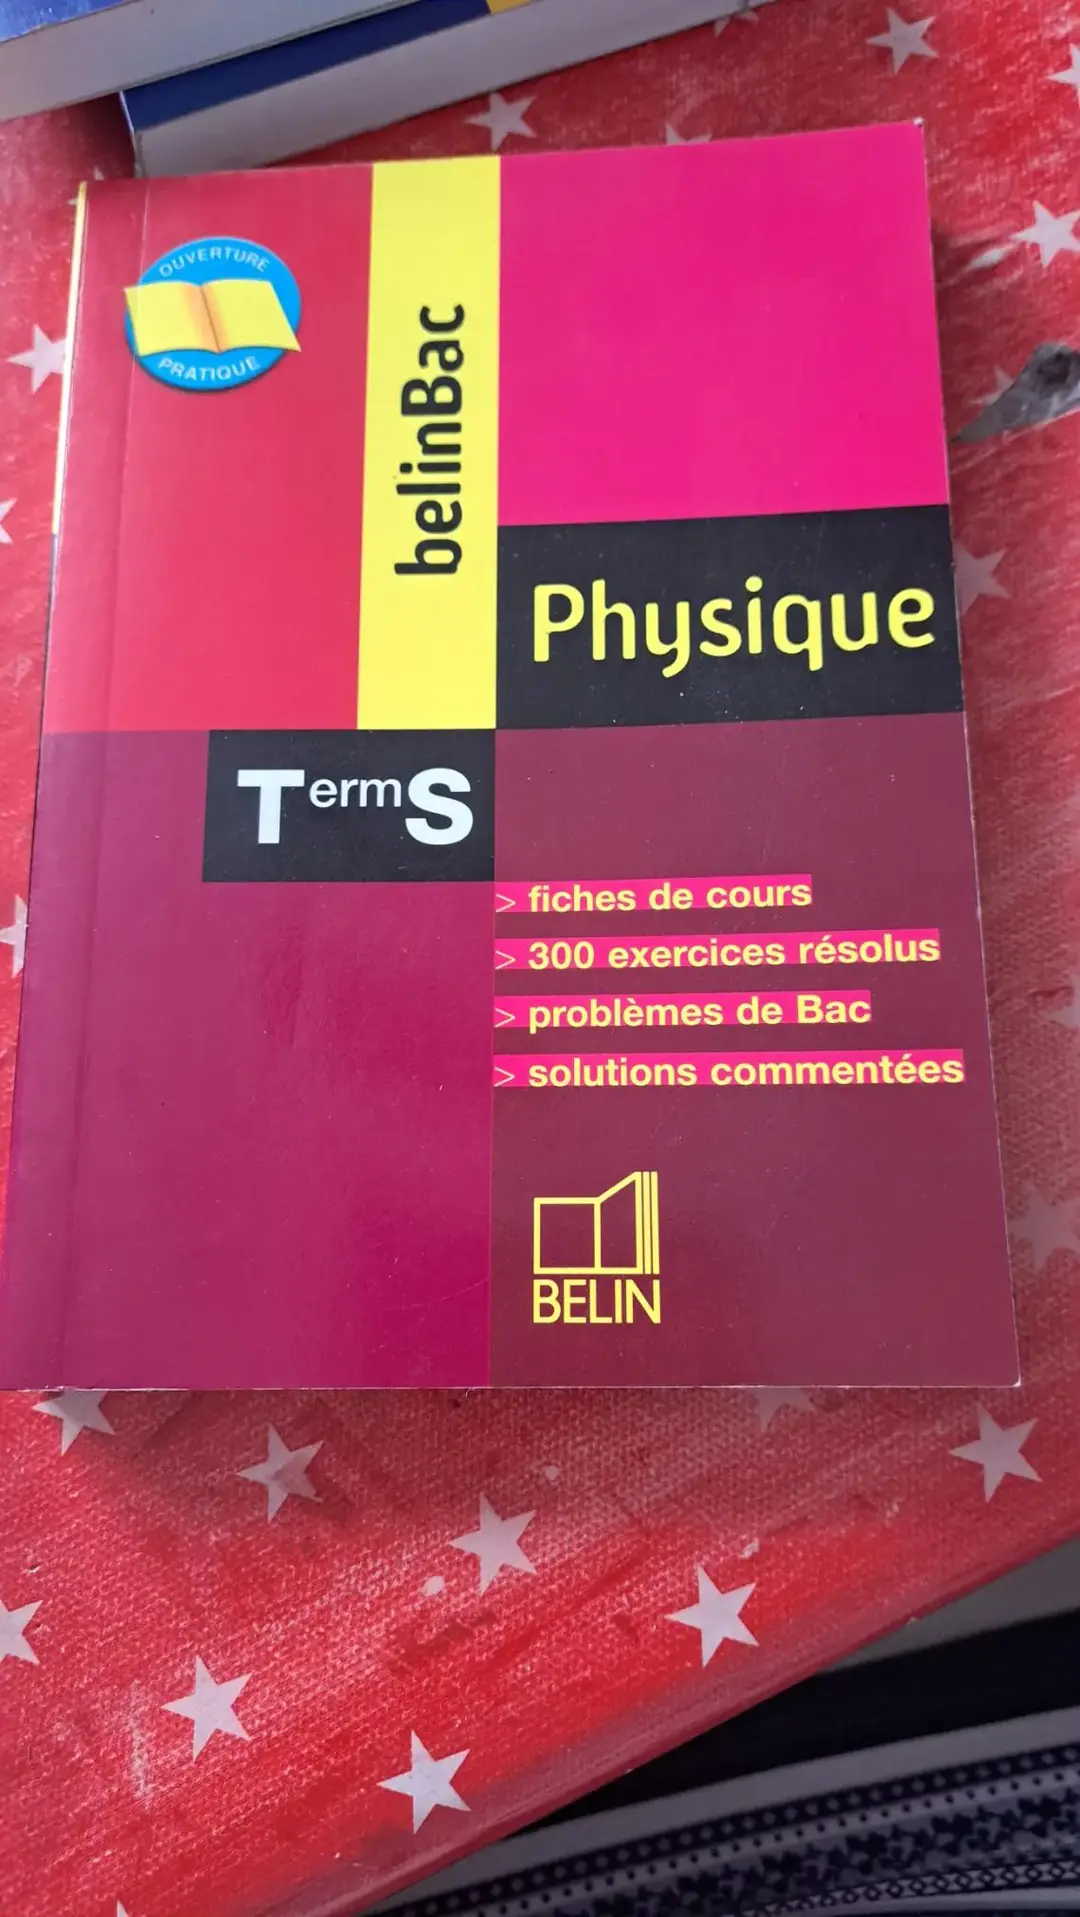 OUVERTURE
PRATIQUE
belinBac
Physique
TermS
> fiches de cours
> 300 exercices résolus
> problèmes de Bac
> solutions commentées
BELIN